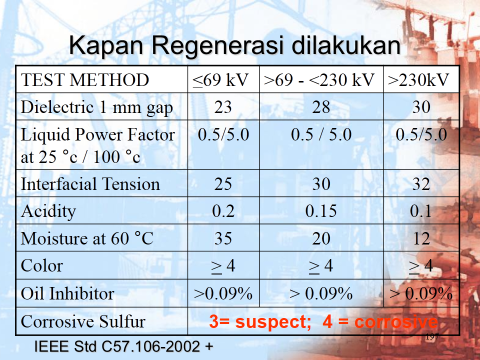 Kapan Regenerasi dilakukan
TEST METHOD ≤69 kV >69 - <230 kV >230kV
Dielectric 1 mm gap 23 28 30
Liquid Power Factor at 25 °c / 100 °c 0.5/5.0 0.5 / 5.0 0.5/5.0
Interfacial Tension 25 30 32
Acidity 0.2 0.15 0.1
Moisture at 60 °C 35 20 12
Color ≥ 4 ≥ 4 ≥ 4
Oil Inhibitor >0.09% > 0.09% > 0.09%
Corrosive Sulfur 3= suspect; 4 = corrosive
IEEE Std C57.106-2002 +